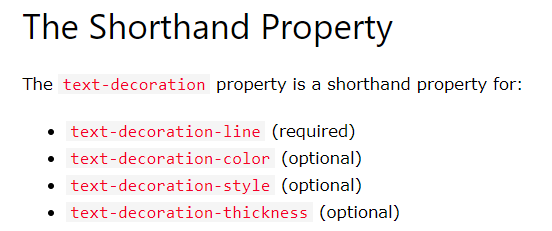 The Shorthand Property
The text-decoration property is a shorthand property for:
• text-decoration-line (required)
• text-decoration-color (optional)
• text-decoration-style (optional)
• text-decoration-thickness (optional)